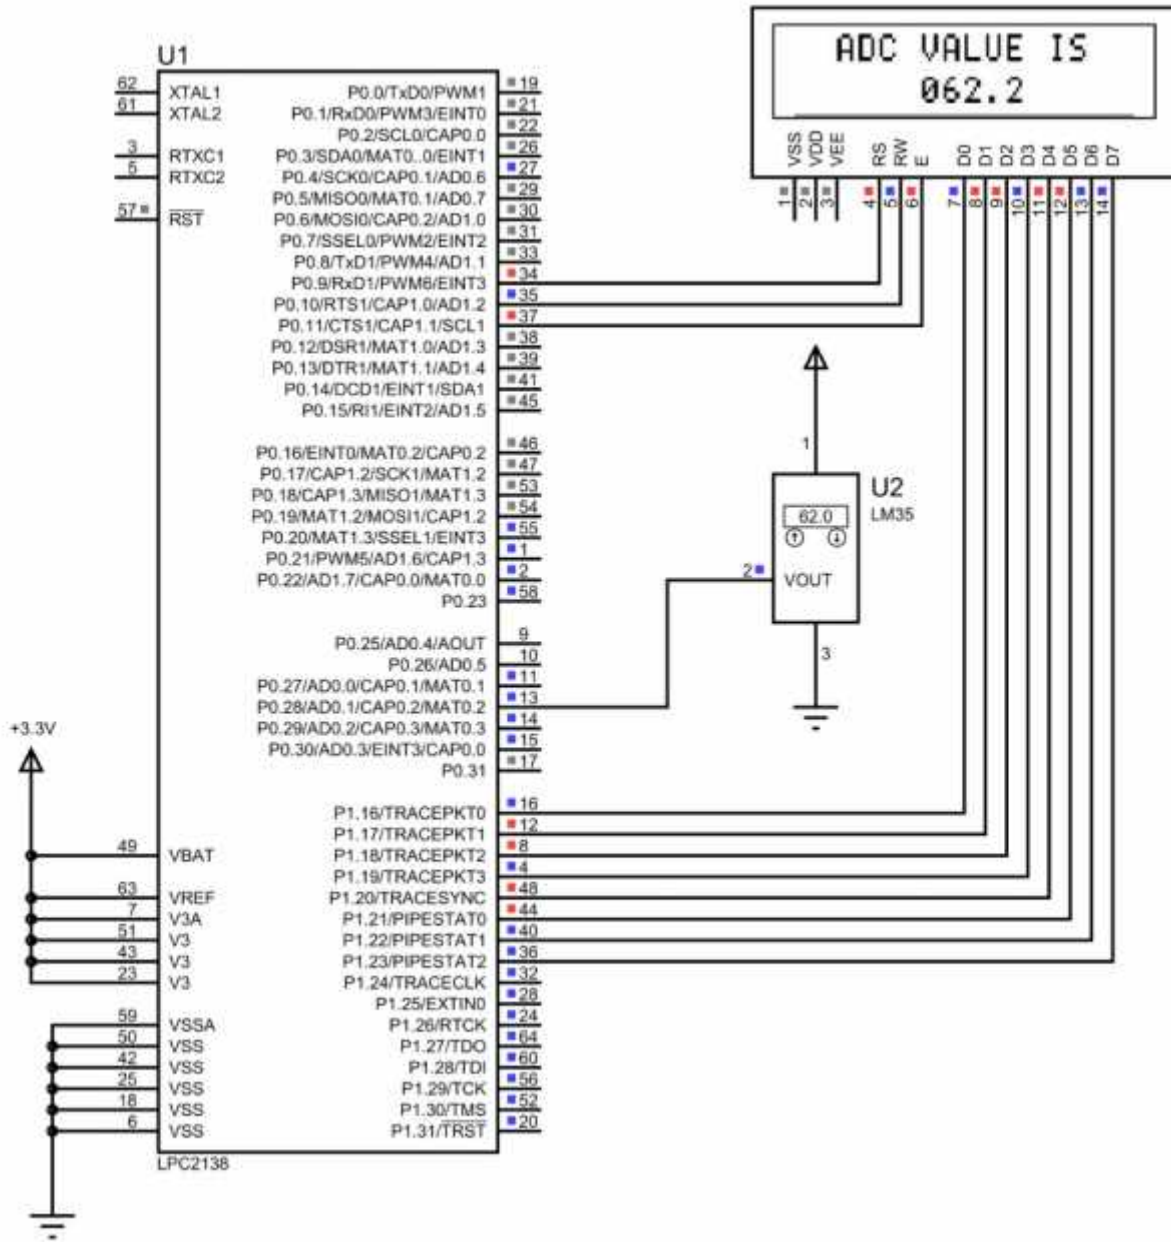 U1
62 XTAL1
61 XTAL2
3 RTXC1
5 RTXC2
57 RST
P0.0/TxD0/PWM1 19
P0.1/RxD0/PWM3/EINT0 21
P0.2/SCL0/CAP0.0 22
P0.3/SDA0/MAT0..0/EINT1 26
P0.4/SCK0/CAP0.1/AD0.6 27
P0.5/MISO0/MAT0.1/AD0.7 29
P0.6/MOSI0/CAP0.2/AD1.0 30
P0.7/SSEL0/PWM2/EINT2 31
P0.8/TxD1/PWM4/AD1.1 33
P0.9/RxD1/PWM6/EINT3 34
P0.10/RTS1/CAP1.0/AD1.2 35
P0.11/CTS1/CAP1.1/SCL1 37
P0.12/DSR1/MAT1.0/AD1.3 38
P0.13/DTR1/MAT1.1/AD1.4 39
P0.14/DCD1/EINT1/SDA1 41
P0.15/RI1/EINT2/AD1.5 45
P0.16/EINT0/MAT0.2/CAP0.2 46
P0.17/CAP1.2/SCK1/MAT1.2 47
P0.18/CAP1.3/MISO1/MAT1.3 53
P0.19/MAT1.2/MOSI1/CAP1.2 54
P0.20/MAT1.3/SSEL1/EINT3 55
P0.21/PWM5/AD1.6/CAP1.3 1
P0.22/AD1.7/CAP0.0/MAT0.0 2
P0.23 58
P0.25/AD0.4/AOUT 9
P0.26/AD0.5 10
P0.27/AD0.0/CAP0.1/MAT0.1 11
P0.28/AD0.1/CAP0.2/MAT0.2 13
P0.29/AD0.2/CAP0.3/MAT0.3 14
P0.30/AD0.3/EINT3/CAP0.0 15
P0.31 17
P1.16/TRACEPKT0 16
P1.17/TRACEPKT1 12
P1.18/TRACEPKT2 8
P1.19/TRACEPKT3 4
P1.20/TRACESYNC 48
P1.21/PIPESTAT0 44
P1.22/PIPESTAT1 40
P1.23/PIPESTAT2 36
P1.24/TRACECLK 32
P1.25/EXTIN0 28
P1.26/RTCK 24
P1.27/TDO 64
P1.28/TDI 60
P1.29/TCK 56
P1.30/TMS 52
P1.31/TRST 20
+3.3V
49 VBAT
63 VREF
7 V3A
51 V3
43 V3
23 V3
59 VSSA
50 VSS
42 VSS
25 VSS
18 VSS
6 VSS
LPC2138
ADC VALUE IS
062.2
VSS VDD VEE RS RW E D0 D1 D2 D3 D4 D5 D6 D7
1 2 3 4 5 6 7 8 9 10 11 12 13 14
1
U2
LM35
62.0
2 VOUT
3